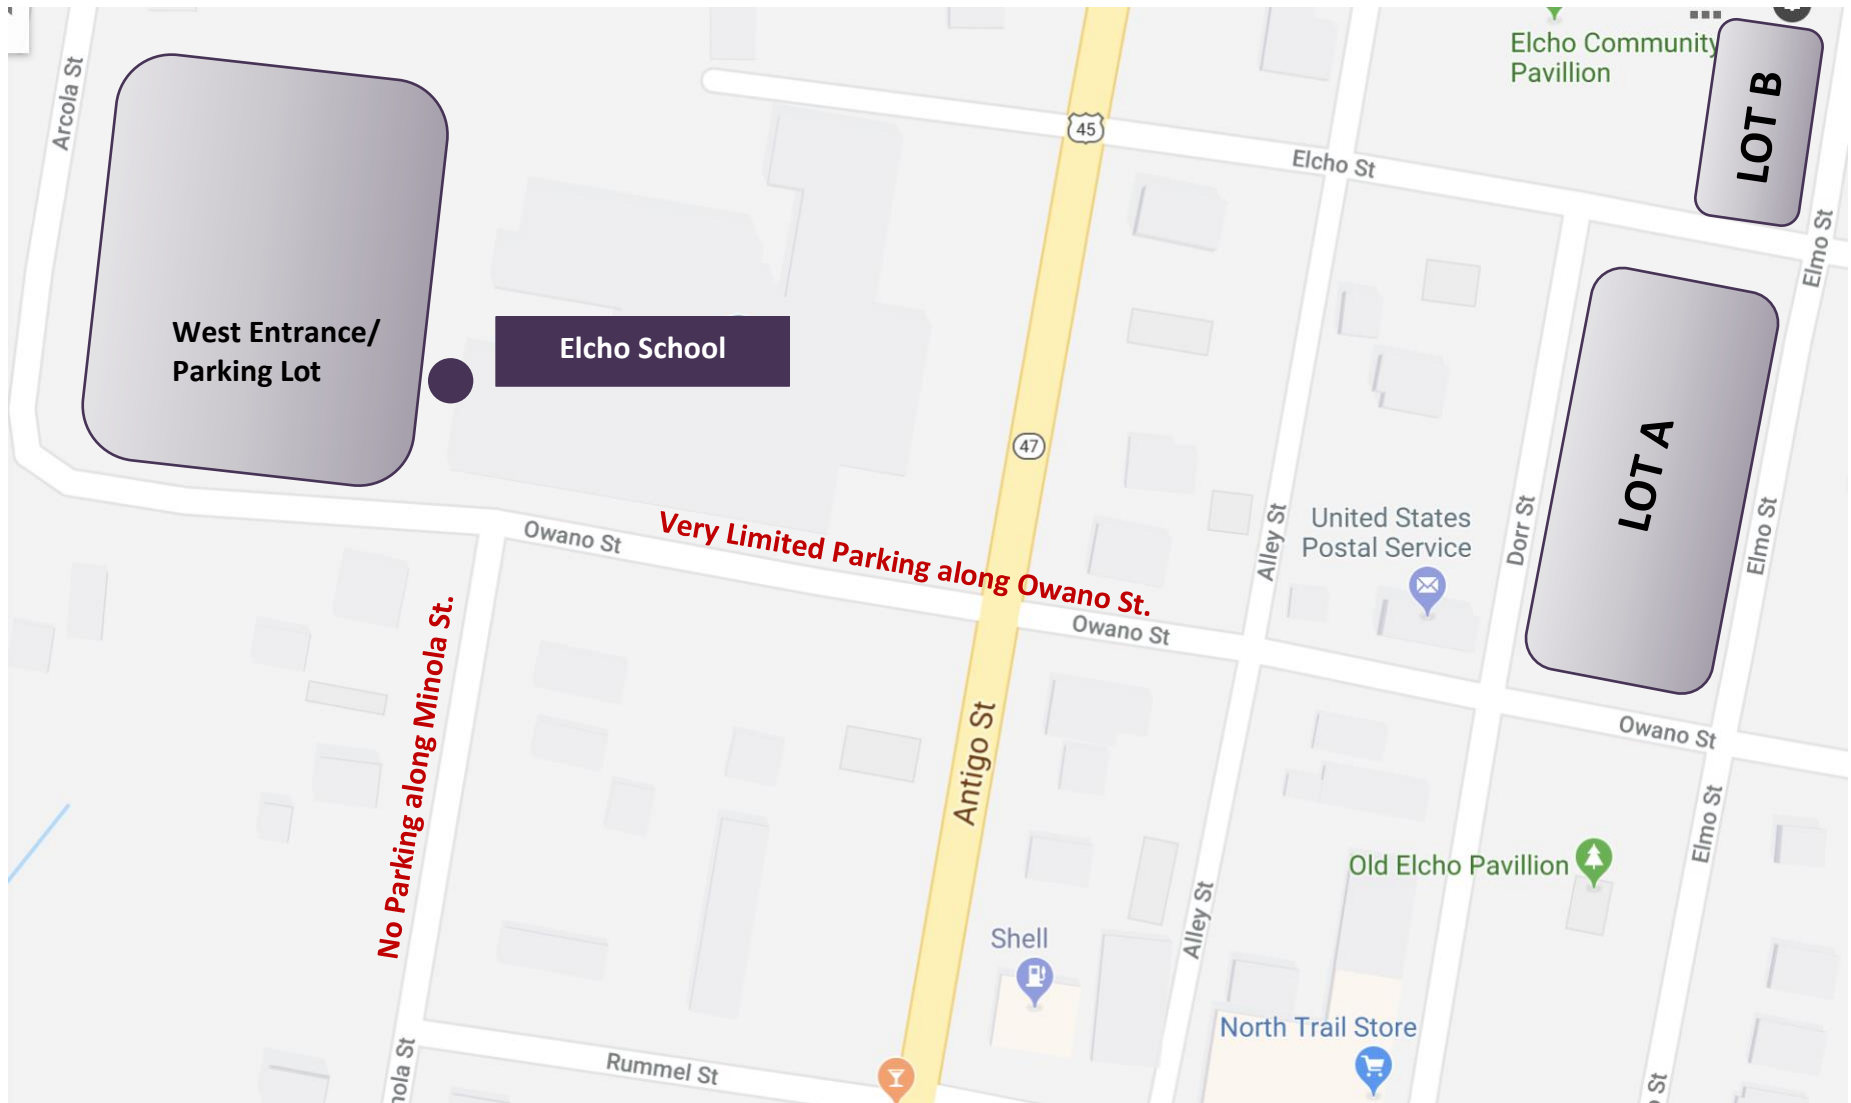 Elcho Community
Pavillion
LOT B
Arcola St
45
Elcho St
Elmo St
West Entrance/
Parking Lot
Elcho School
47
LOT A
Owano St
Very Limited Parking along Owano St.
Alley St
United States
Postal Service
Dorr St
Elmo St
Owano St
Owano St
No Parking along Minola St.
Antigo St
Elmo St
Old Elcho Pavillion
Alley St
Shell
North Trail Store
nola St
Rummel St
St